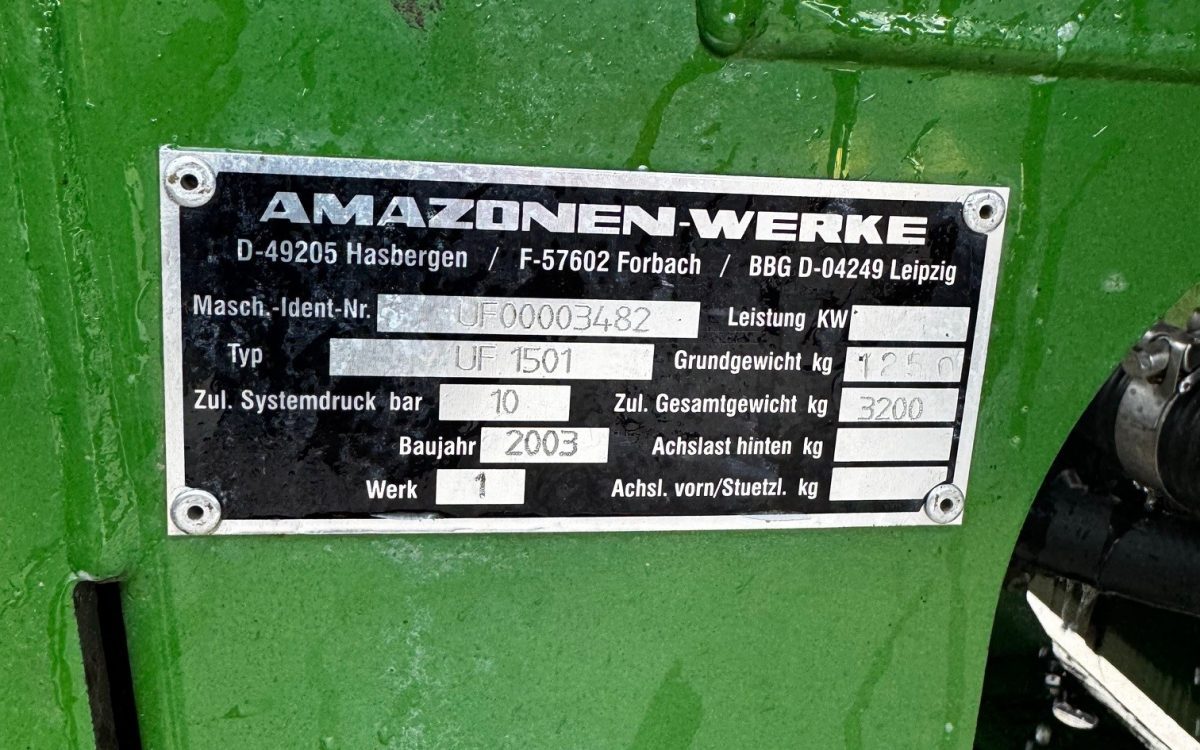 AMAZONEN-WERKE
D-49205 Hasbergen / F-57602 Forbach / BBG D-04249 Leipzig
Masch.-Ident-Nr. UF00003482 Leistung KW
Typ UF 1501 Grundgewicht kg 1250
Zul. Systemdruck bar 10 Zul. Gesamtgewicht kg 3200
Baujahr 2003 Achslast hinten kg
Werk 1 Achsl. vorn/Stuetzl. kg